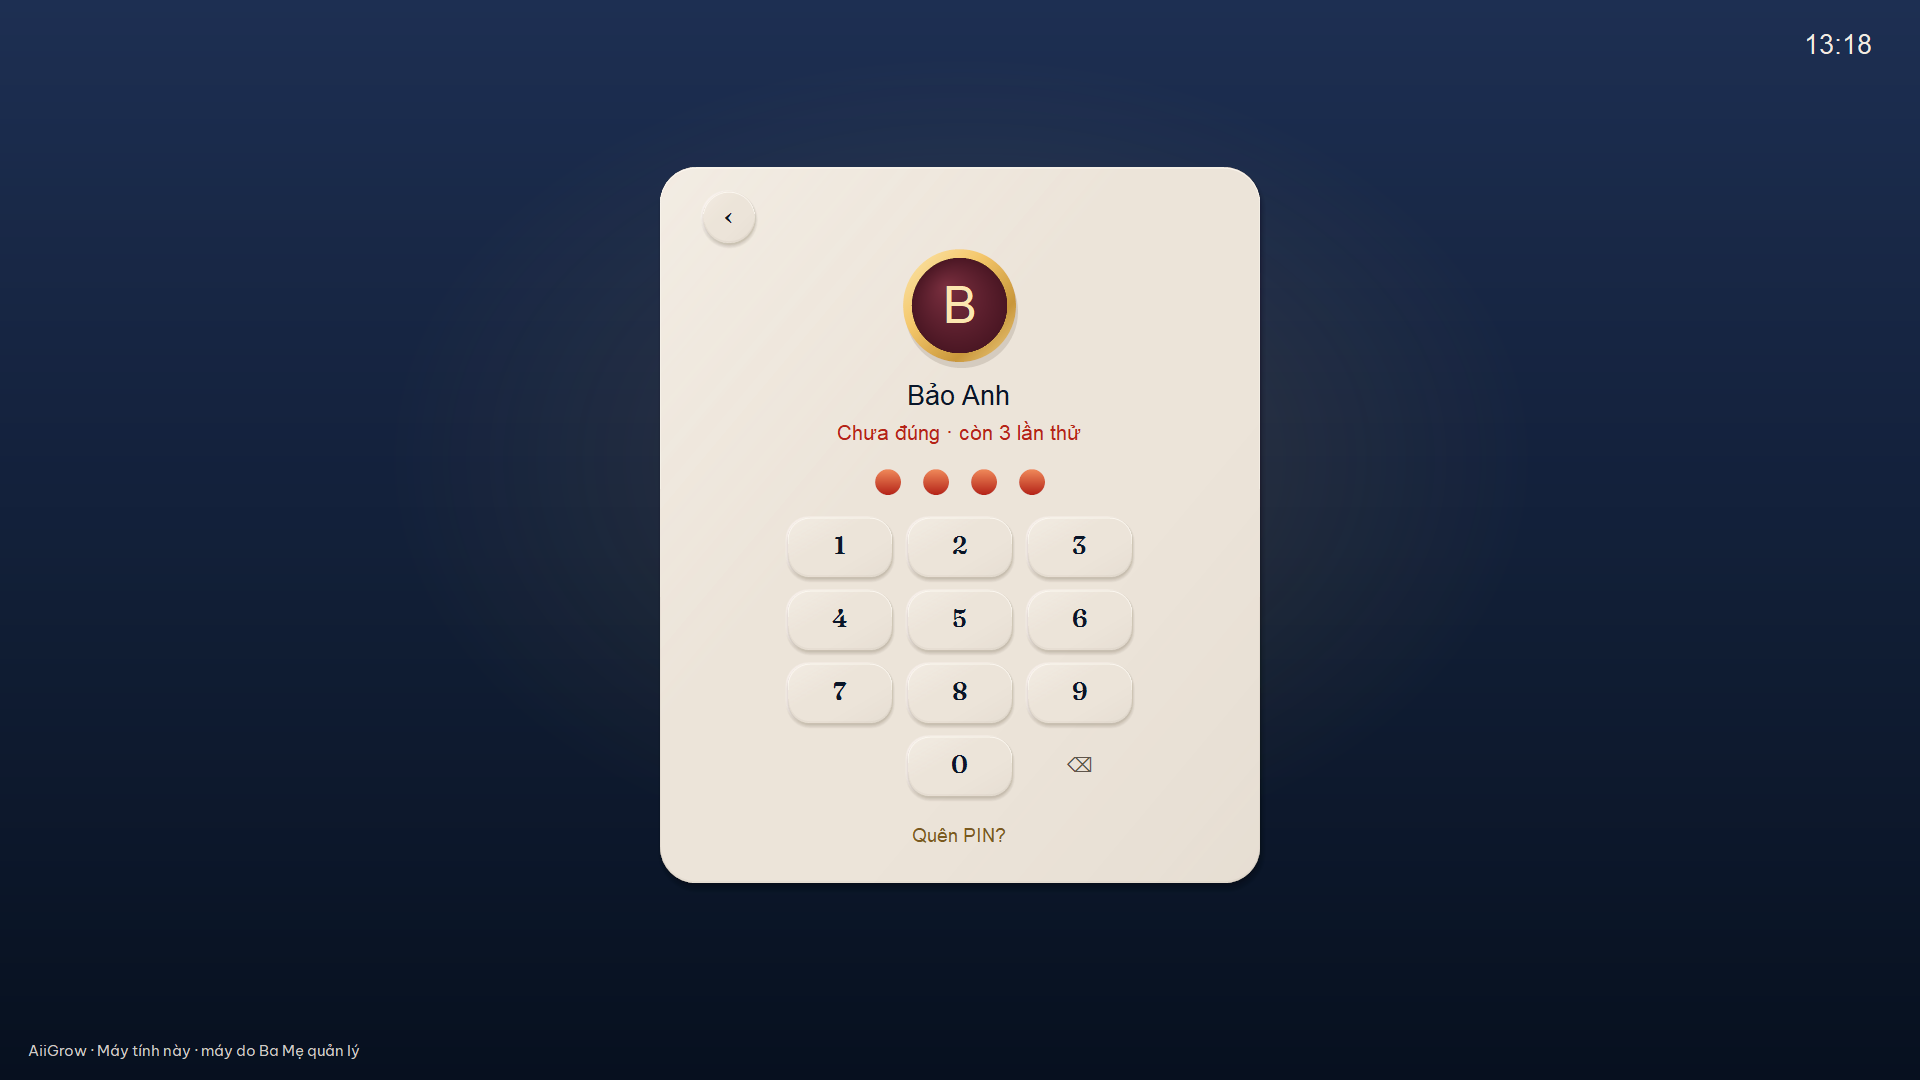 13:18
‹
B
Bảo Anh
Chưa đúng · còn 3 lần thử
1 2 3
4 5 6
7 8 9
0 ⌫
Quên PIN?
AiiGrow · Máy tính này · máy do Ba Mẹ quản lý